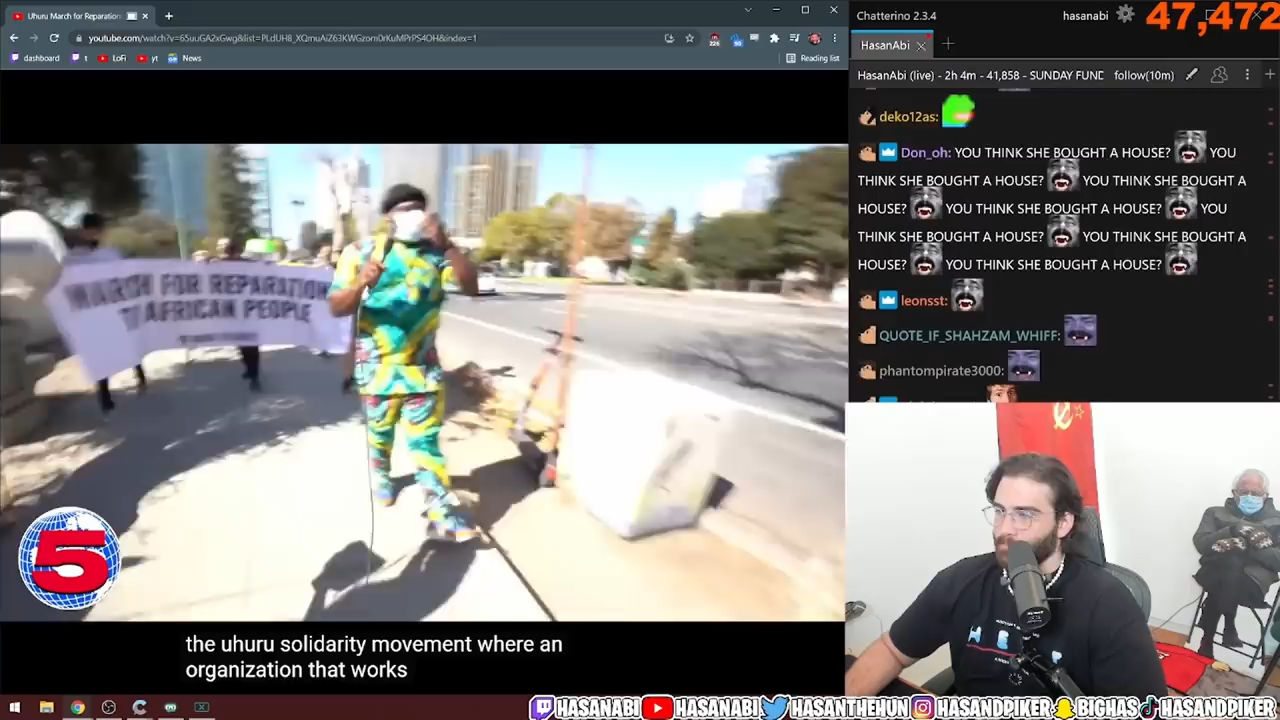 Uhuru March for Reparation
youtube.com/watch?v=65uuGA2xGwg&list=PLdUH8_XQmuAiZ63KWGzom0rKuMPrPS4OH&index=1
dashboard
t
LoFi
yt
News
Reading list
MARCH FOR REPARATION
TO AFRICAN PEOPLE
5
the uhuru solidarity movement where an
organization that works
Chatterino 2.3.4
hasanabi
47,472
HasanAbi
HasanAbi (live) - 2h 4m - 41,858 - SUNDAY FUND
follow(10m)
deko12as:
Don_oh: YOU THINK SHE BOUGHT A HOUSE? YOU
THINK SHE BOUGHT A HOUSE? YOU THINK SHE BOUGHT A
HOUSE? YOU THINK SHE BOUGHT A HOUSE? YOU
THINK SHE BOUGHT A HOUSE? YOU THINK SHE BOUGHT A
HOUSE? YOU THINK SHE BOUGHT A HOUSE?
leonsst:
QUOTE_IF_SHAHZAM_WHIFF:
phantompirate3000:
HASANABI
HASANABI
HASANTHEHUN
HASANDPIKER
BIGHAS
HASANDPIKER